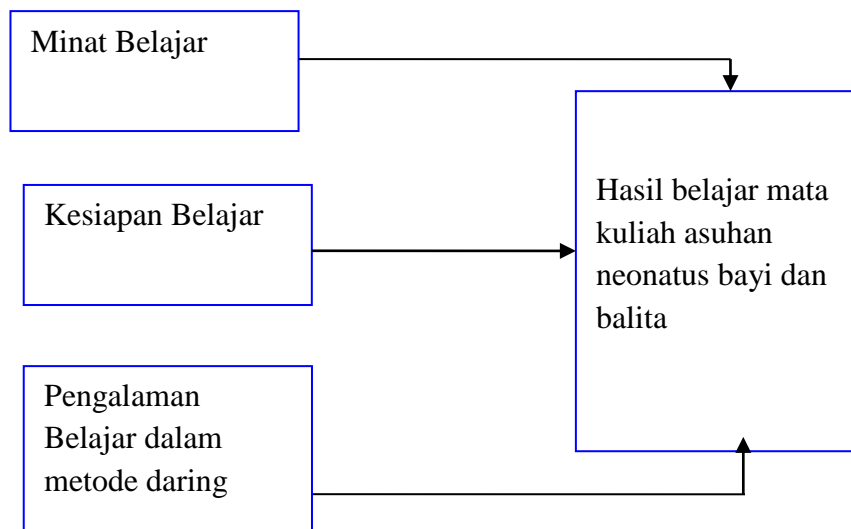 Minat Belajar
Kesiapan Belajar
Pengalaman
Belajar dalam
metode daring
Hasil belajar mata
kuliah asuhan
neonatus bayi dan
balita